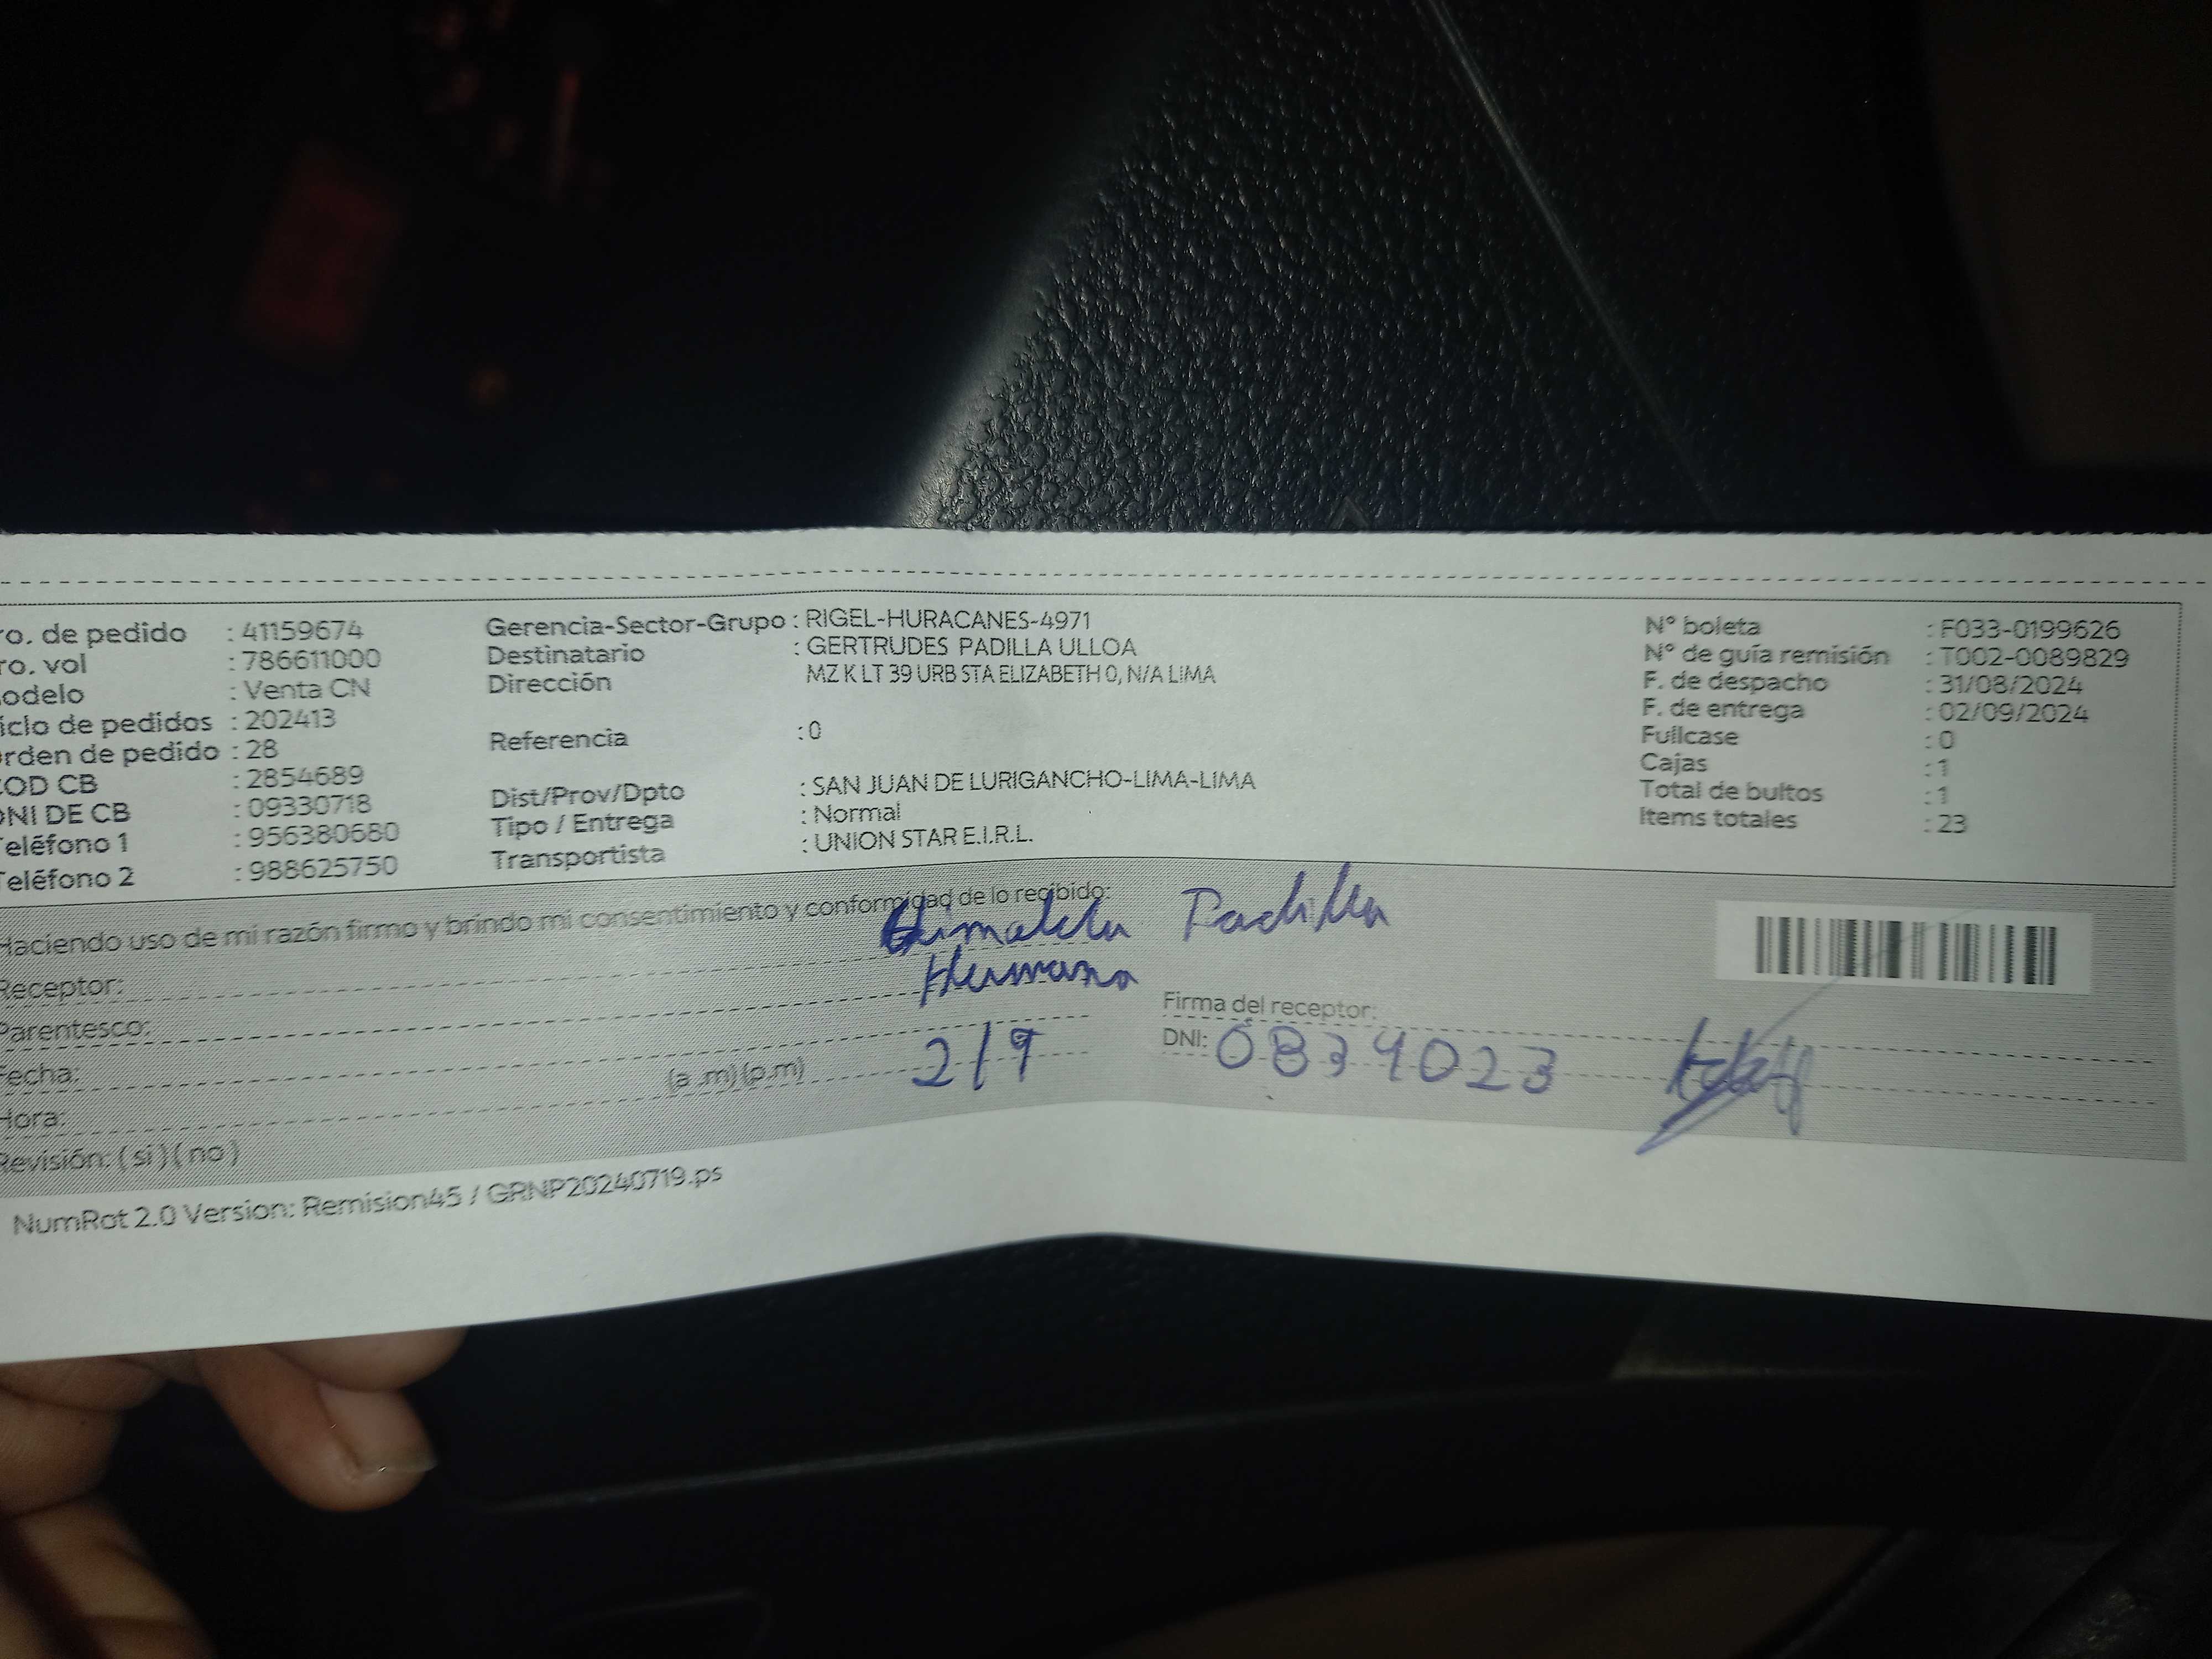 ro. de pedido : 41159674
ro. vol : 786611000
odelo : Venta CN
iclo de pedidos : 202413
rden de pedido : 28
COD CB : 2854689
DNI DE CB : 09330718
Teléfono 1 : 956380680
Teléfono 2 : 988625750
Gerencia-Sector-Grupo : RIGEL-HURACANES-4971
Destinatario : GERTRUDES PADILLA ULLOA
Dirección MZ K LT 39 URB STA ELIZABETH 0, N/A LIMA
Referencia : 0
Dist/Prov/Dpto : SAN JUAN DE LURIGANCHO-LIMA-LIMA
Tipo / Entrega : Normal
Transportista : UNION STAR E.I.R.L.
N° boleta : F033-0199626
N° de guía remisión : T002-0089829
F. de despacho : 31/08/2024
F. de entrega : 02/09/2024
Fullcase : 0
Cajas : 1
Total de bultos : 1
Items totales : 23
Haciendo uso de mi razón firmo y brindo mi consentimiento y conformidad de lo recibido:
Receptor: Padilla
Parentesco: Hermana
Fecha: 2/9
Hora: (a .m) (p.m)
Revisión: ( si ) ( no )
Firma del receptor:
DNI: 0839023
NumRot 2.0 Version: Remision45 / GRNP20240719.ps